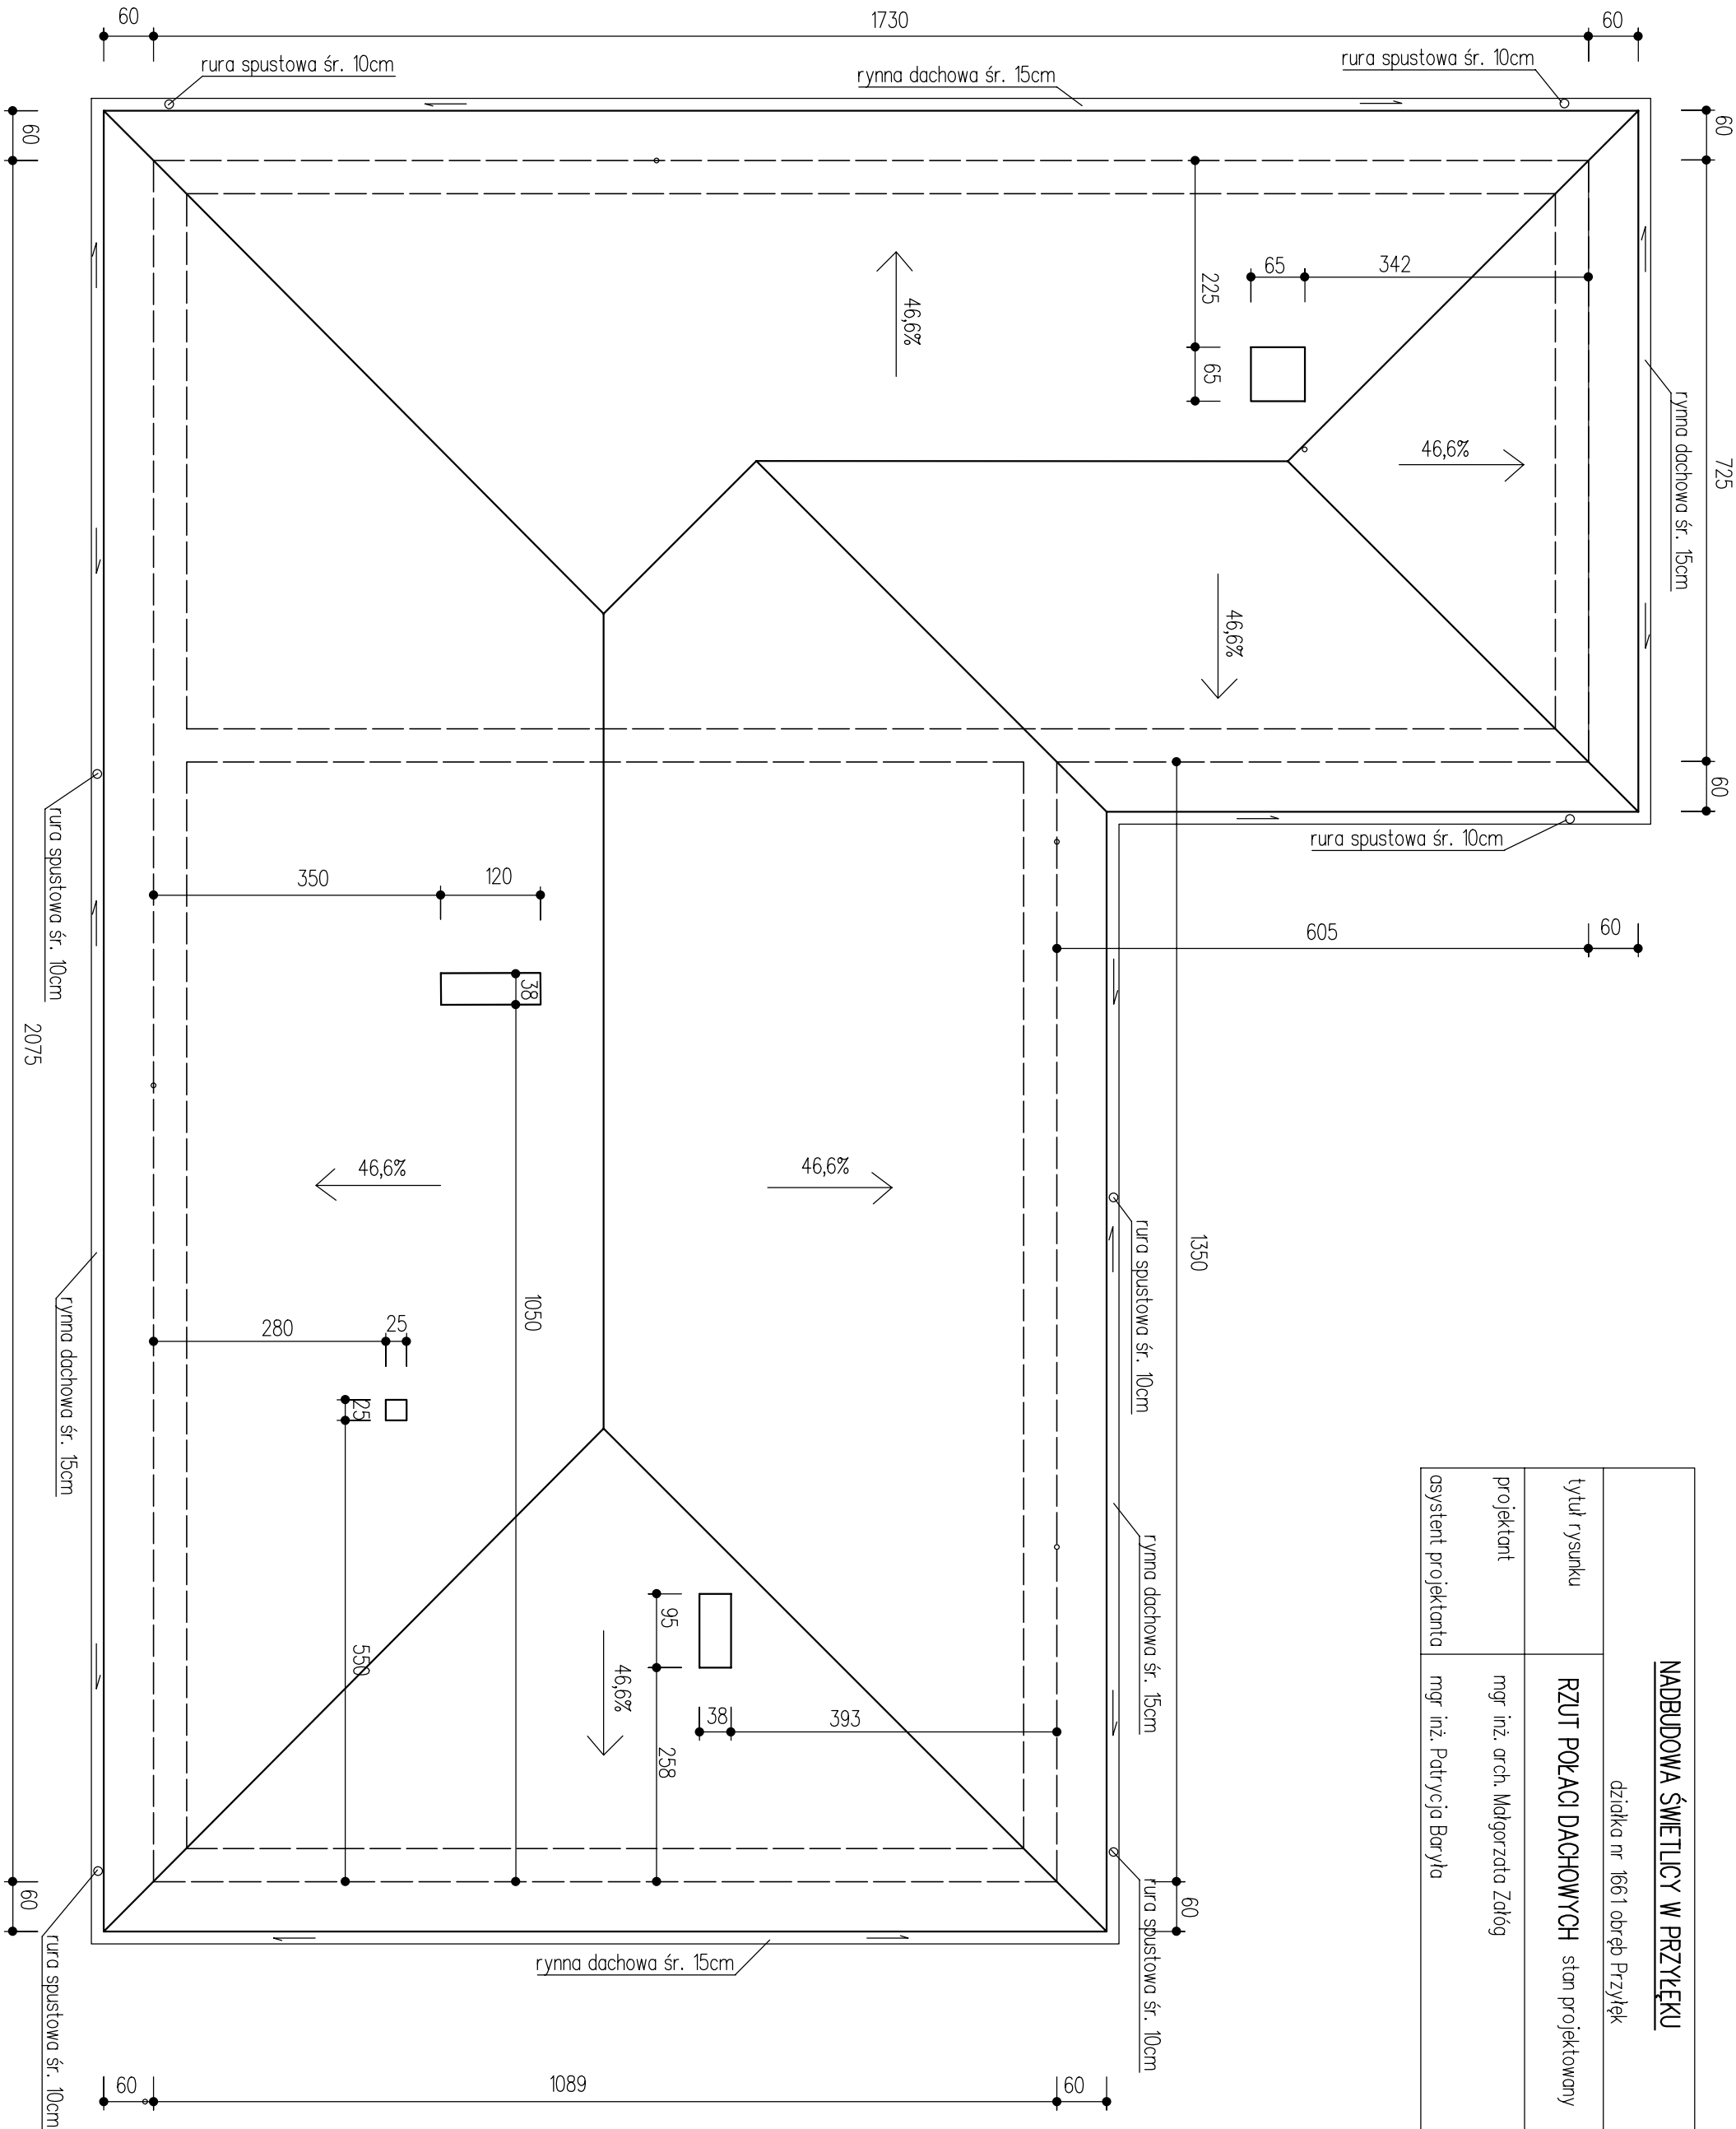 60
1730
60
rura spustowa śr. 10cm
rynna dachowa śr. 15cm
rura spustowa śr. 10cm
60
60
725
60
rynna dachowa śr. 15cm
342
65
225
65
46,6%
46,6%
46,6%
rura spustowa śr. 10cm
605
60
350
120
38
rura spustowa śr. 10cm
2075
46,6%
46,6%
1350
rura spustowa śr. 10cm
1050
280
25
25
rynna dachowa śr. 15cm
rynna dachowa śr. 15cm
550
95
258
38
393
46,6%
60
60
rura spustowa śr. 10cm
rura spustowa śr. 10cm
rynna dachowa śr. 15cm
60
1089
60
NADBUDOWA ŚWIETLICY W PRZYŁĘKU
działka nr 1661 obręb Przyłęk
tytuł rysunku
RZUT POŁACI DACHOWYCH stan projektowany
projektant
mgr inż. arch. Małgorzata Załóg
asystent projektanta
mgr inż. Patrycja Baryła